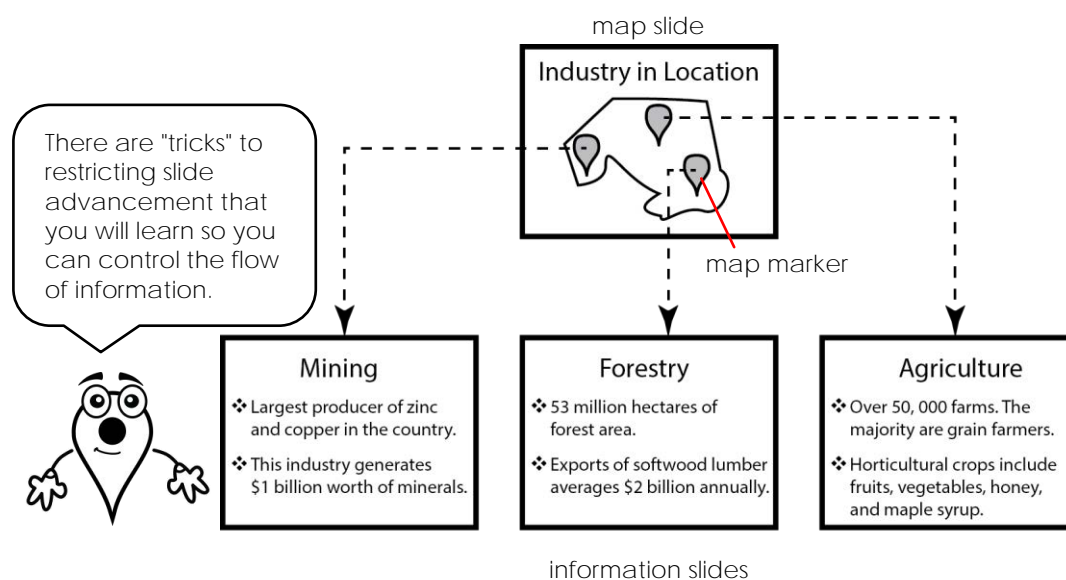 map slide
Industry in Location
There are "tricks" to
restricting slide
advancement that
you will learn so you
can control the flow
of information.
map marker
Mining
❖ Largest producer of zinc
and copper in the country.
❖ This industry generates
$1 billion worth of minerals.
Forestry
❖ 53 million hectares of
forest area.
❖ Exports of softwood lumber
averages $2 billion annually.
Agriculture
❖ Over 50, 000 farms. The
majority are grain farmers.
❖ Horticultural crops include
fruits, vegetables, honey,
and maple syrup.
information slides